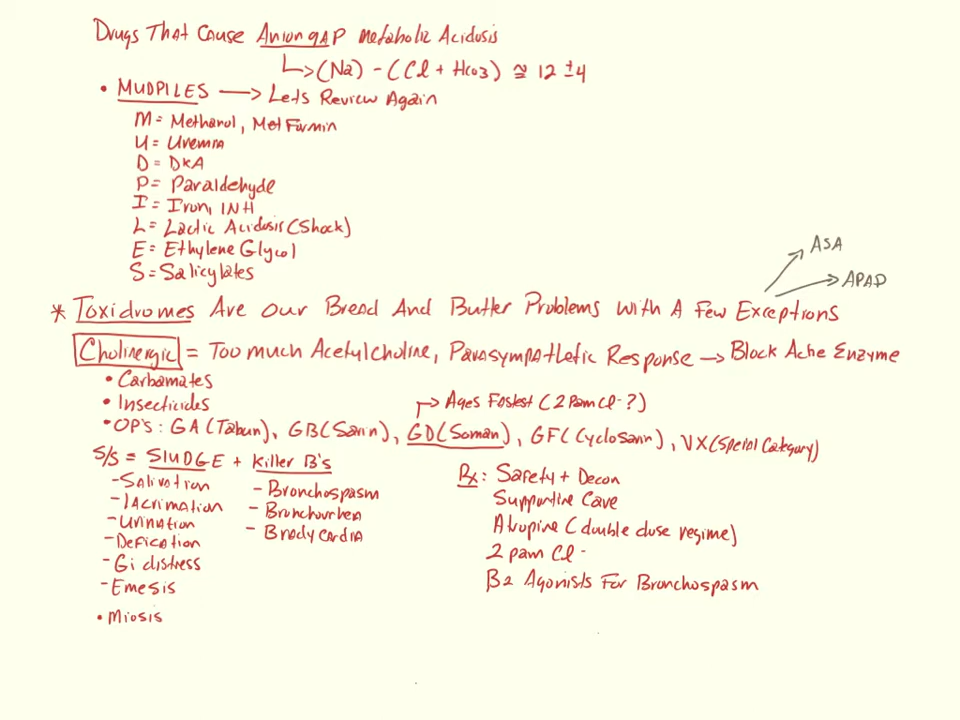 Drugs That Cause Anion gap Metabolic Acidosis
(Na) - (Cl + HCO3) ≅ 12 ±4
• MUDPILES → Lets Review Again
M = Methanol, Metformin
U = Uremia
D = DKA
P = Paraldehyde
I = Iron, INH
L = Lactic Acidosis (Shock)
E = Ethylene Glycol
S = Salicylates
ASA
APAP
* Toxidromes Are our Bread And Butter Problems With A Few Exceptions
Cholinergic = Too much Acetylcholine, Parasympathetic Response → Block Ache Enzyme
• Carbamates
• Insecticides
→ Ages Fastest (2 Pam Cl - ?)
• OP's: GA (Tabun), GB (Sarin), GD (Soman), GF (Cyclosarin), VX (Special Category)
S/S = SLUDGE + Killer B's
- Salivation
- lacrimation
- Urination
- Defication
- Gi distress
- Emesis
• Miosis
- Bronchospasm
- Bronchorrhea
- Bradycardia
Rx: Safety + Decon
Supportive Care
Atropine (double dose regime)
2 pam Cl -
B2 Agonists For Bronchospasm